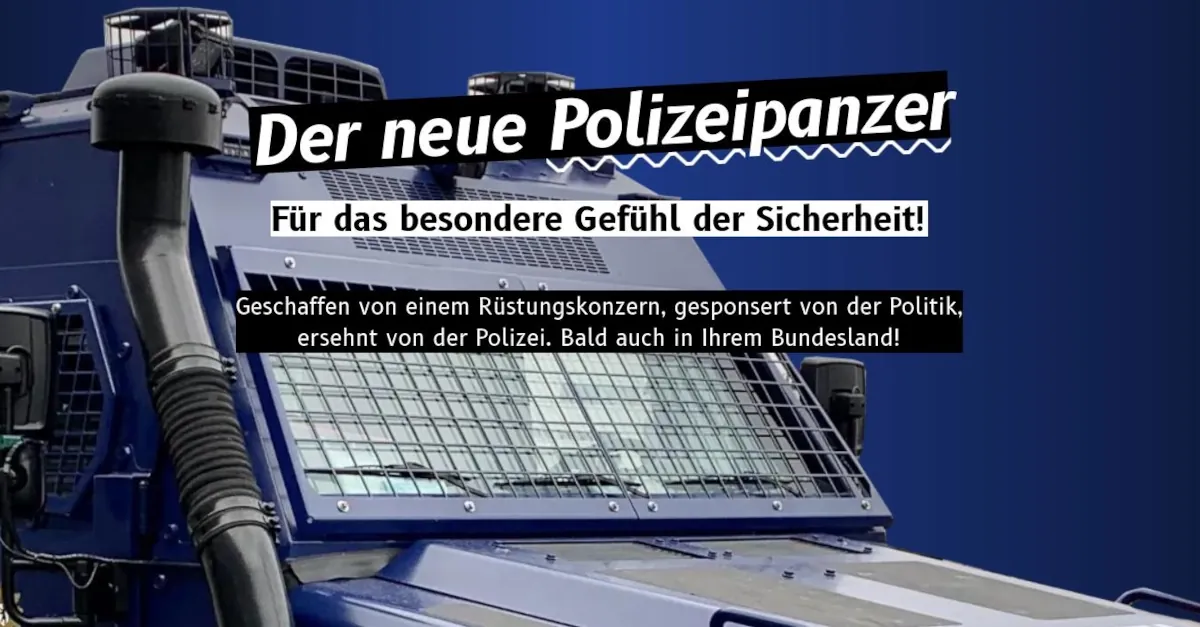 Der neue Polizeipanzer
Für das besondere Gefühl der Sicherheit!
Geschaffen von einem Rüstungskonzern, gesponsert von der Politik,
ersehnt von der Polizei. Bald auch in Ihrem Bundesland!